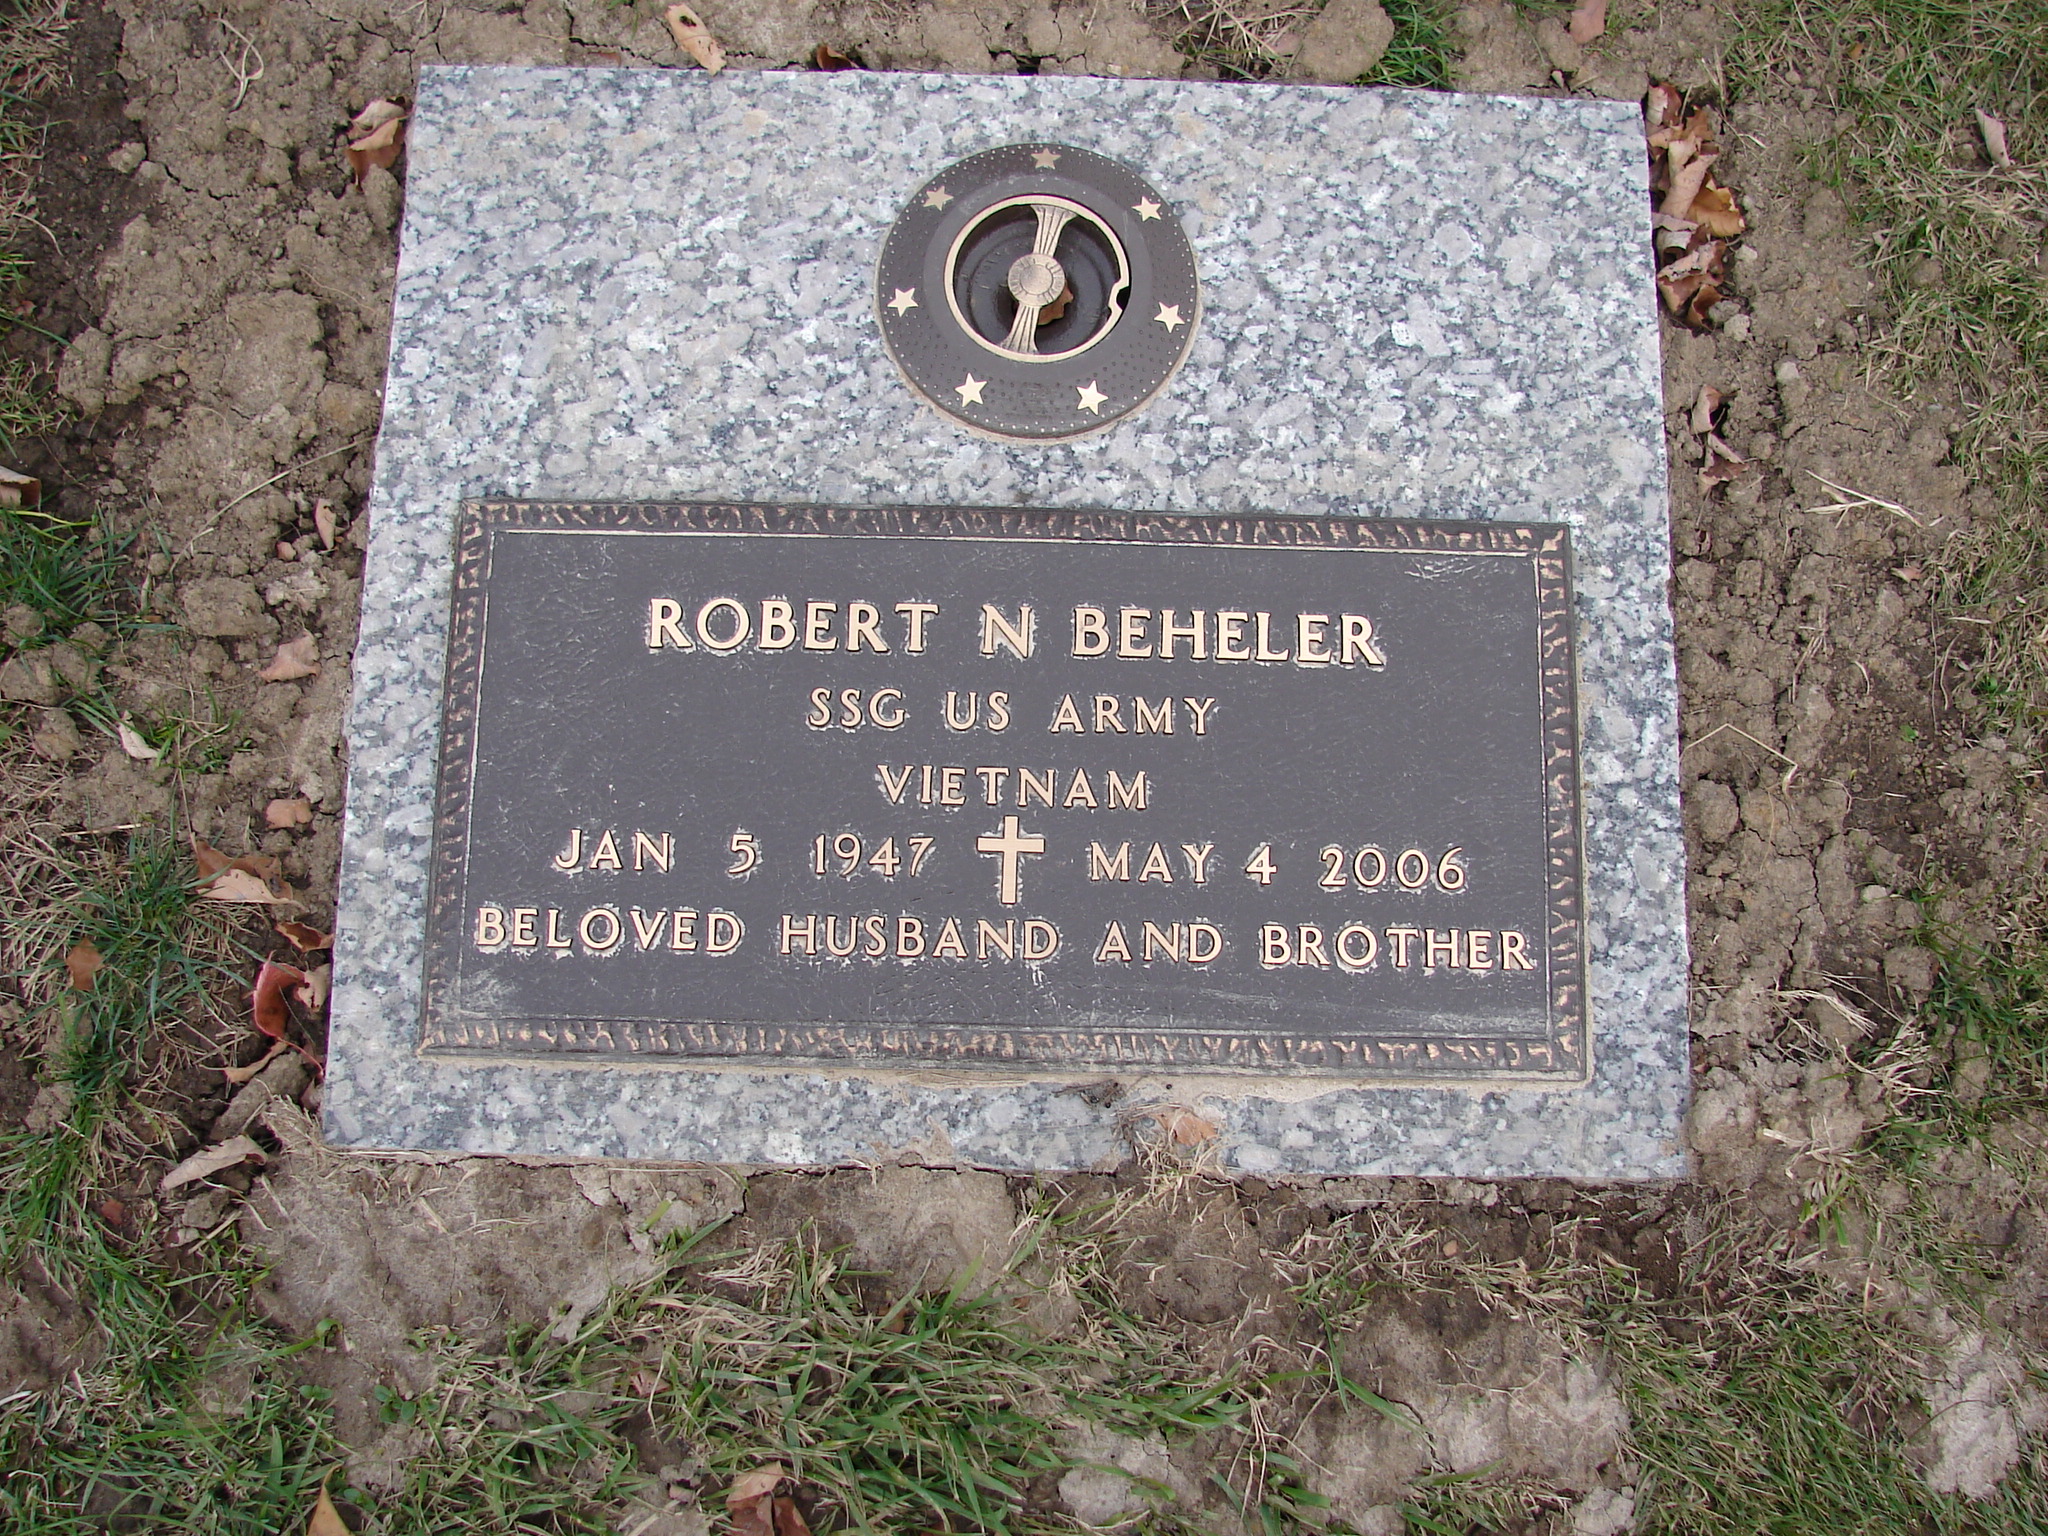 ROBERT N BEHELER
SSG US ARMY
VIETNAM
JAN 5 1947 MAY 4 2006
BELOVED HUSBAND AND BROTHER